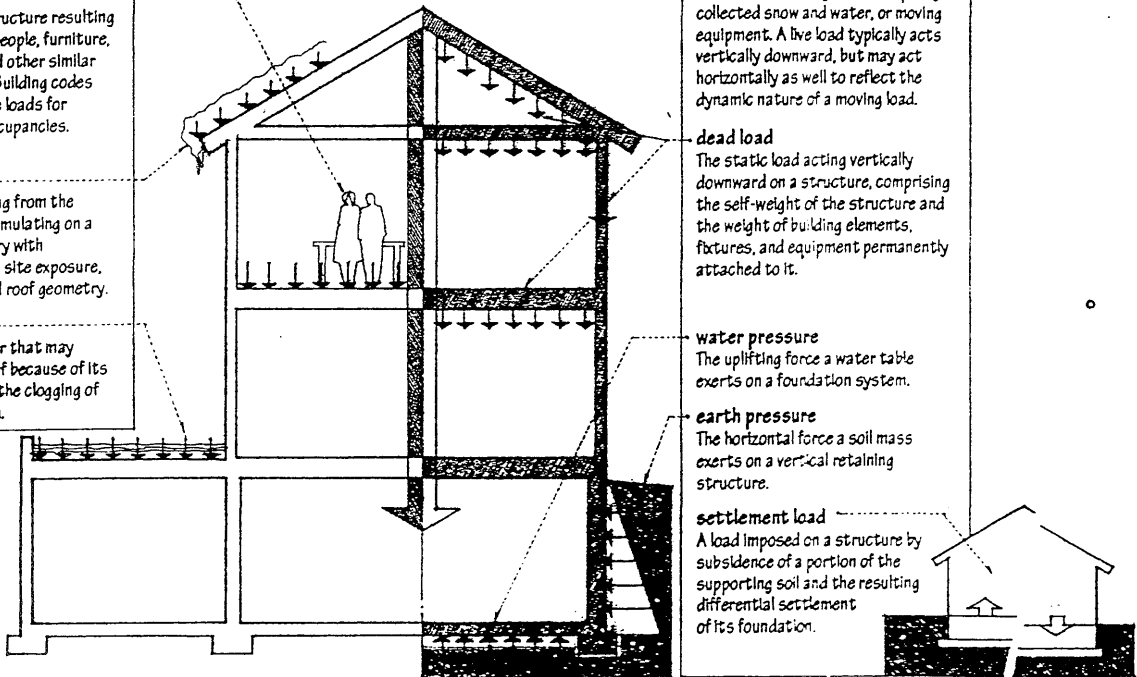 ucture resulting
eople, furniture,
d other similar
Building codes
loads for
cupancies.
g from the
mulating on a
ry with
site exposure,
roof geometry.
r that may
f because of its
the clogging of
collected snow and water, or moving
equipment. A live load typically acts
vertically downward, but may act
horizontally as well to reflect the
dynamic nature of a moving load.
dead load
The static load acting vertically
downward on a structure, comprising
the self-weight of the structure and
the weight of building elements,
fixtures, and equipment permanently
attached to it.
water pressure
The uplifting force a water table
exerts on a foundation system.
earth pressure
The horizontal force a soil mass
exerts on a vertical retaining
structure.
settlement load
A load imposed on a structure by
subsidence of a portion of the
supporting soil and the resulting
differential settlement
of its foundation.